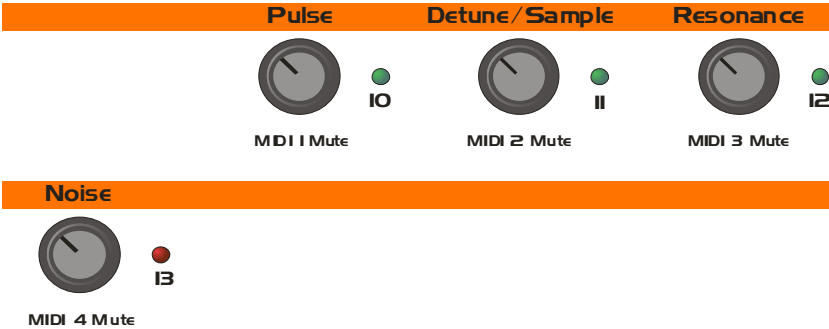 Pulse Detune/Sample Resonance
10 11 12
MIDI 1 Mute MIDI 2 Mute MIDI 3 Mute
Noise
13
MIDI 4 Mute